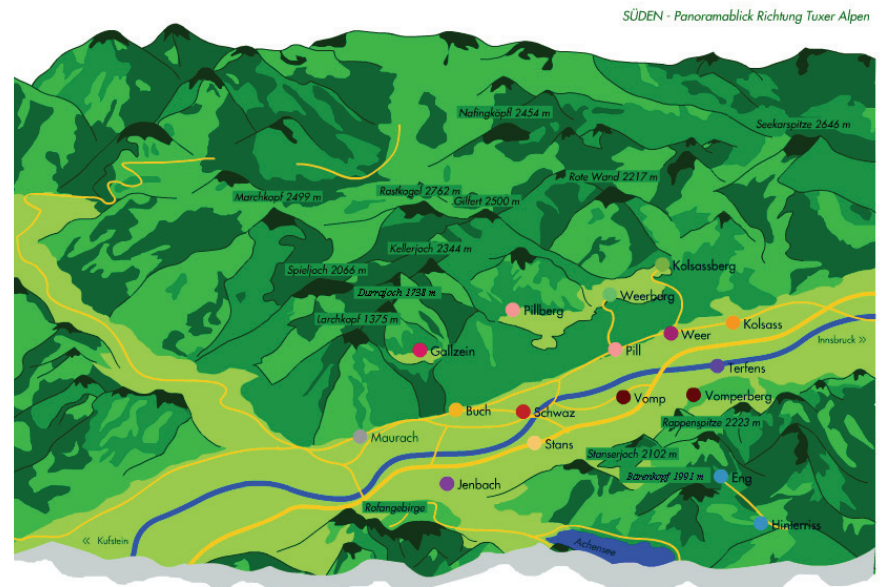 SÜDEN - Panoramablick Richtung Tuxer Alpen
Nafingköpfl 2454 m
Seekarspitze 2646 m
Rote Wand 2217 m
Rastkogel 2762 m
Marchkopf 2499 m
Gilfert 2500 m
Kellerjoch 2344 m
Kolsassberg
Spieljoch 2066 m
Durrajoch 1738 m
Weerburg
Larchkopf 1375 m
Pillberg
Kolsass
Weer
Innsbruck >>
Gallzein
Pill
Terfens
Vomp
Vomperberg
Buch
Schwaz
Rappenspitze 2223 m
Maurach
Stans
Stanserjoch 2102 m
Bärenkopf 1991 m
Eng
Jenbach
Rofangebirge
Hinterriss
<< Kufstein
Achensee